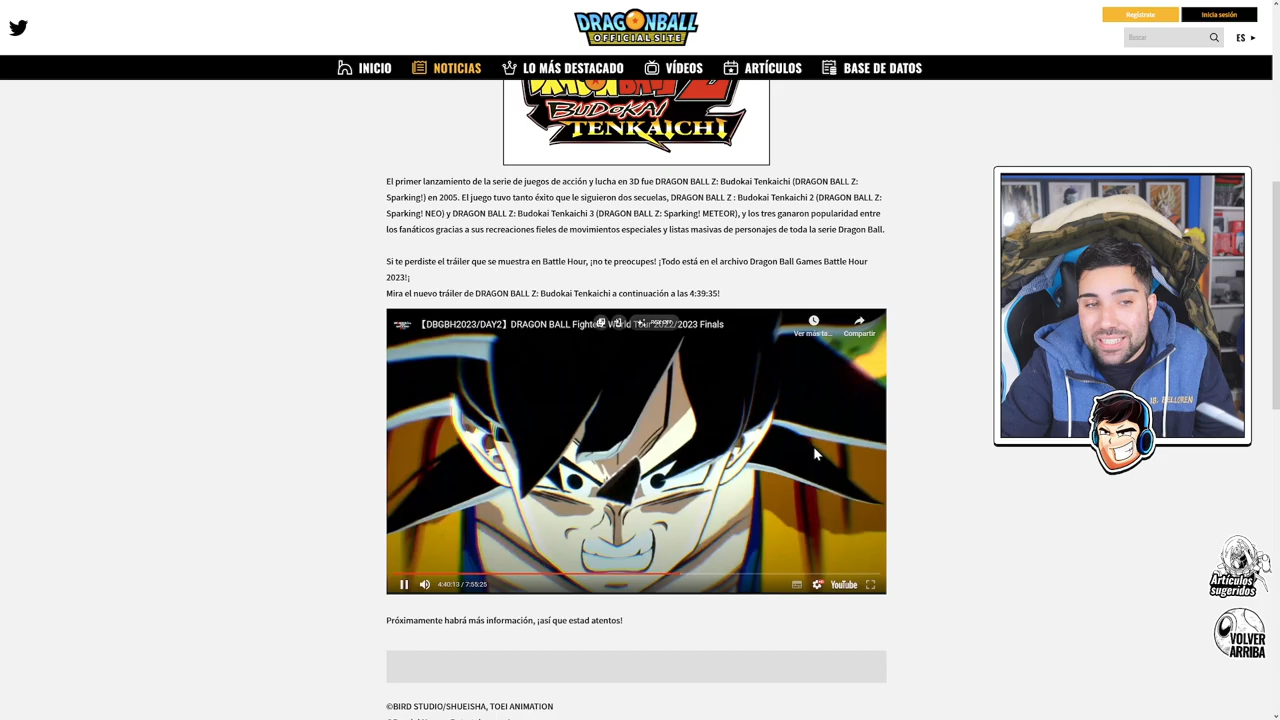 DRAGONBALL
OFFICIAL SITE
Regístrate
Inicia sesión
Buscar
ES
INICIO
NOTICIAS
LO MÁS DESTACADO
VÍDEOS
ARTÍCULOS
BASE DE DATOS
DRAGON BALL Z
BUDOKAI
TENKAICHI
El primer lanzamiento de la serie de juegos de acción y lucha en 3D fue DRAGON BALL Z: Budokai Tenkaichi (DRAGON BALL Z:
Sparking!) en 2005. El juego tuvo tanto éxito que le siguieron dos secuelas, DRAGON BALL Z : Budokai Tenkaichi 2 (DRAGON BALL Z:
Sparking! NEO) y DRAGON BALL Z: Budokai Tenkaichi 3 (DRAGON BALL Z: Sparking! METEOR), y los tres ganaron popularidad entre
los fanáticos gracias a sus recreaciones fieles de movimientos especiales y listas masivas de personajes de toda la serie Dragon Ball.
Si te perdiste el tráiler que se muestra en Battle Hour, ¡no te preocupes! ¡Todo está en el archivo Dragon Ball Games Battle Hour
2023!¡
Mira el nuevo tráiler de DRAGON BALL Z: Budokai Tenkaichi a continuación a las 4:39:35!
【DBGBH2023/DAY2】DRAGON BALL FighterZ World Tour 2022/2023 Finals
Ver más ta...
Compartir
4:40:13 / 7:55:25
YouTube
Próximamente habrá más información, ¡así que estad atentos!
©BIRD STUDIO/SHUEISHA, TOEI ANIMATION
Artículos
sugeridos
VOLVER
ARRIBA